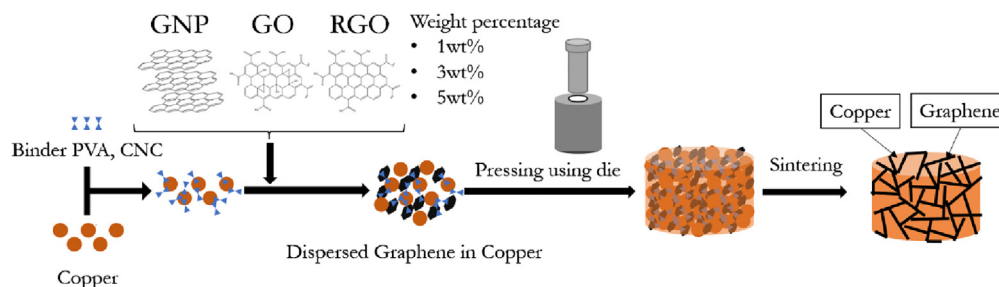 GNP
GO
RGO
Weight percentage
• 1wt%
• 3wt%
• 5wt%
Binder PVA, CNC
Copper
Dispersed Graphene in Copper
Pressing using die
Sintering
Copper
Graphene